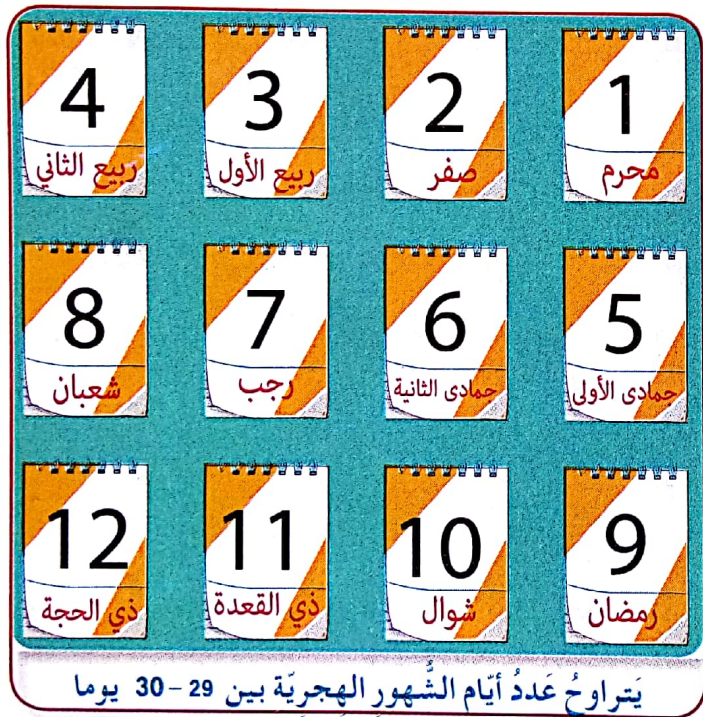 1
محرم
2
صفر
3
ربيع الأول
4
ربيع الثاني
5
جمادى الأولى
6
جمادى الثانية
7
رجب
8
شعبان
9
رمضان
10
شوال
11
ذي القعدة
12
ذي الحجة
يَتراوحُ عَددُ أيّام الشُّهور الهجريّة بين 29 – 30 يوما